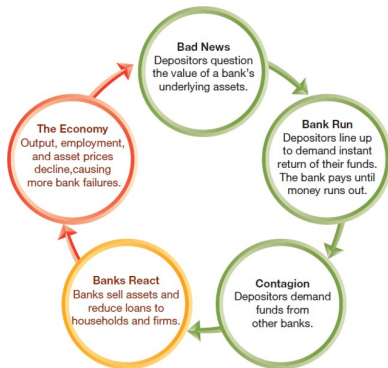 Bad News
Depositors question
the value of a bank's
underlying assets.
Bank Run
Depositors line up
to demand instant
return of their funds.
The bank pays until
money runs out.
Contagion
Depositors demand
funds from
other banks.
Banks React
Banks sell assets and
reduce loans to
households and firms.
The Economy
Output, employment,
and asset prices
decline,causing
more bank failures.